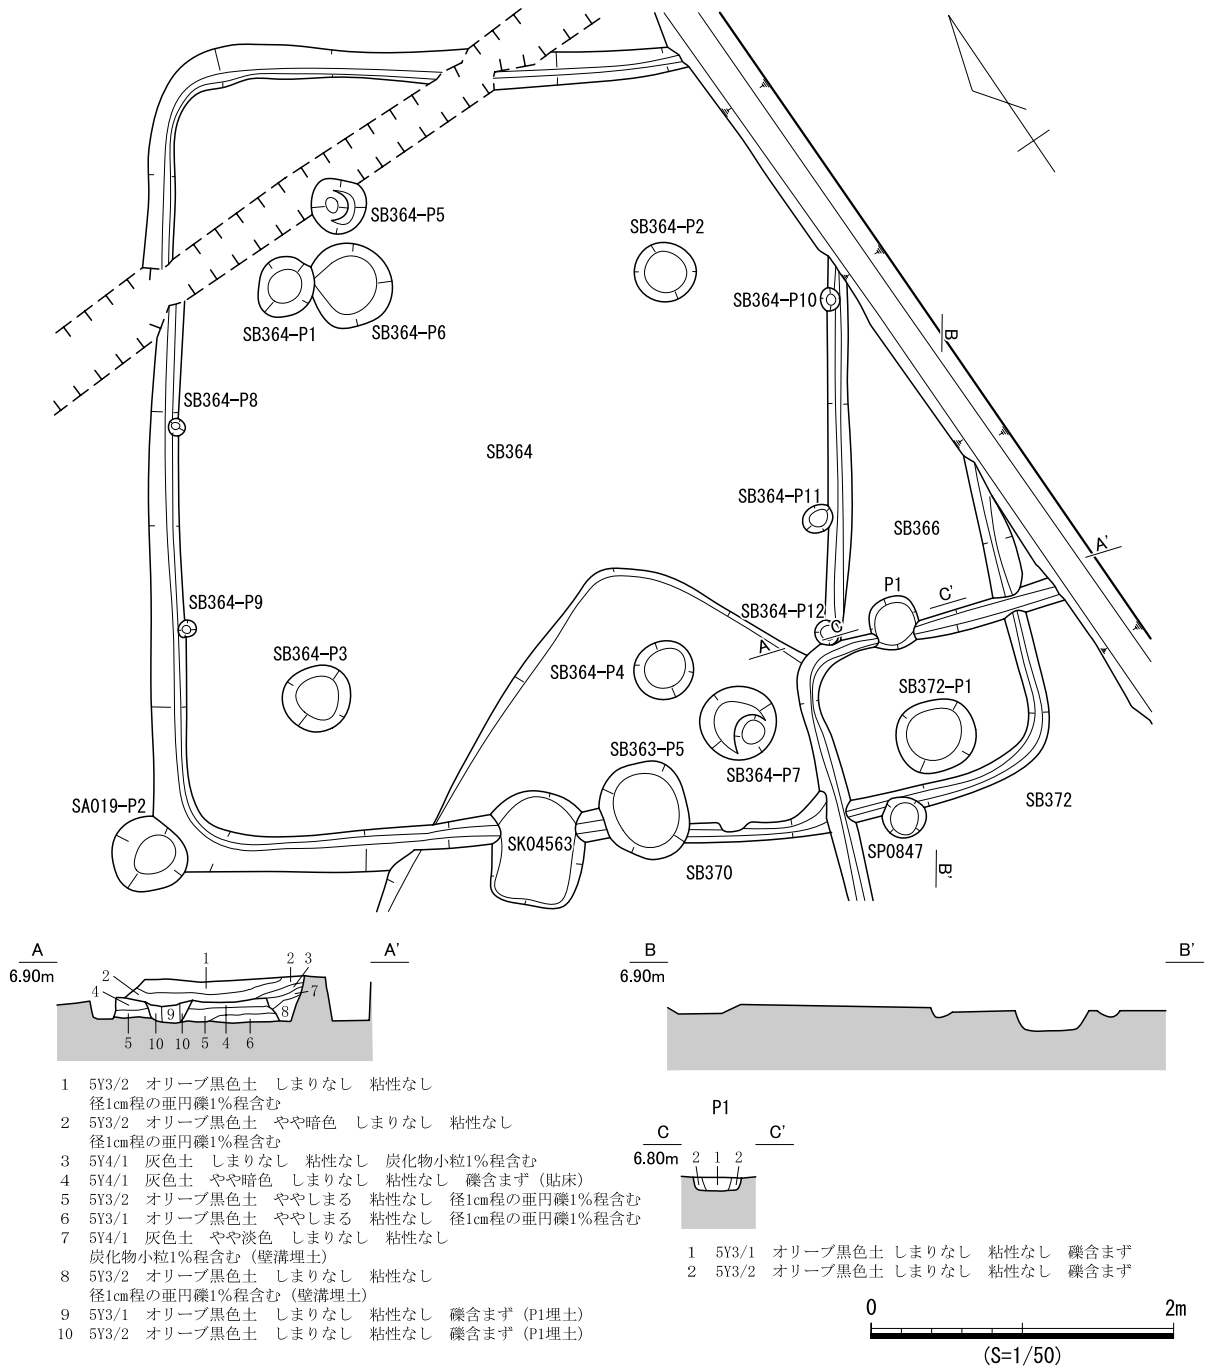 SB364-P5
SB364-P2
SB364-P10
SB364-P1
SB364-P6
B
SB364-P8
SB364
SB364-P11
SB366
A'
P1
C'
SB364-P9
SB364-P12
C
A
SB364-P3
SB364-P4
SB372-P1
SB363-P5
SB364-P7
SA019-P2
SB372
SK04563
SP0847
SB370
B'
A
A'
6.90m
1
2
3
2
7
4
9
8
5
10
10
5
4
6
B
B'
6.90m
1 5Y3/2 オリーブ黒色土 しまりなし 粘性なし
径1cm程の亜円礫1%程含む
2 5Y3/2 オリーブ黒色土 やや暗色 しまりなし 粘性なし
径1cm程の亜円礫1%程含む
3 5Y4/1 灰色土 しまりなし 粘性なし 炭化物小粒1%程含む
4 5Y4/1 灰色土 やや暗色 しまりなし 粘性なし 礫含まず(貼床)
5 5Y3/2 オリーブ黒色土 ややしまる 粘性なし 径1cm程の亜円礫1%程含む
6 5Y3/1 オリーブ黒色土 ややしまる 粘性なし 径1cm程の亜円礫1%程含む
7 5Y4/1 灰色土 やや淡色 しまりなし 粘性なし
炭化物小粒1%程含む(壁溝埋土)
8 5Y3/2 オリーブ黒色土 しまりなし 粘性なし
径1cm程の亜円礫1%程含む(壁溝埋土)
9 5Y3/1 オリーブ黒色土 しまりなし 粘性なし 礫含まず(P1埋土)
10 5Y3/2 オリーブ黒色土 しまりなし 粘性なし 礫含まず(P1埋土)
P1
C
C'
6.80m
2 1 2
1 5Y3/1 オリーブ黒色土 しまりなし 粘性なし 礫含まず
2 5Y3/2 オリーブ黒色土 しまりなし 粘性なし 礫含まず
0 2m
(S=1/50)